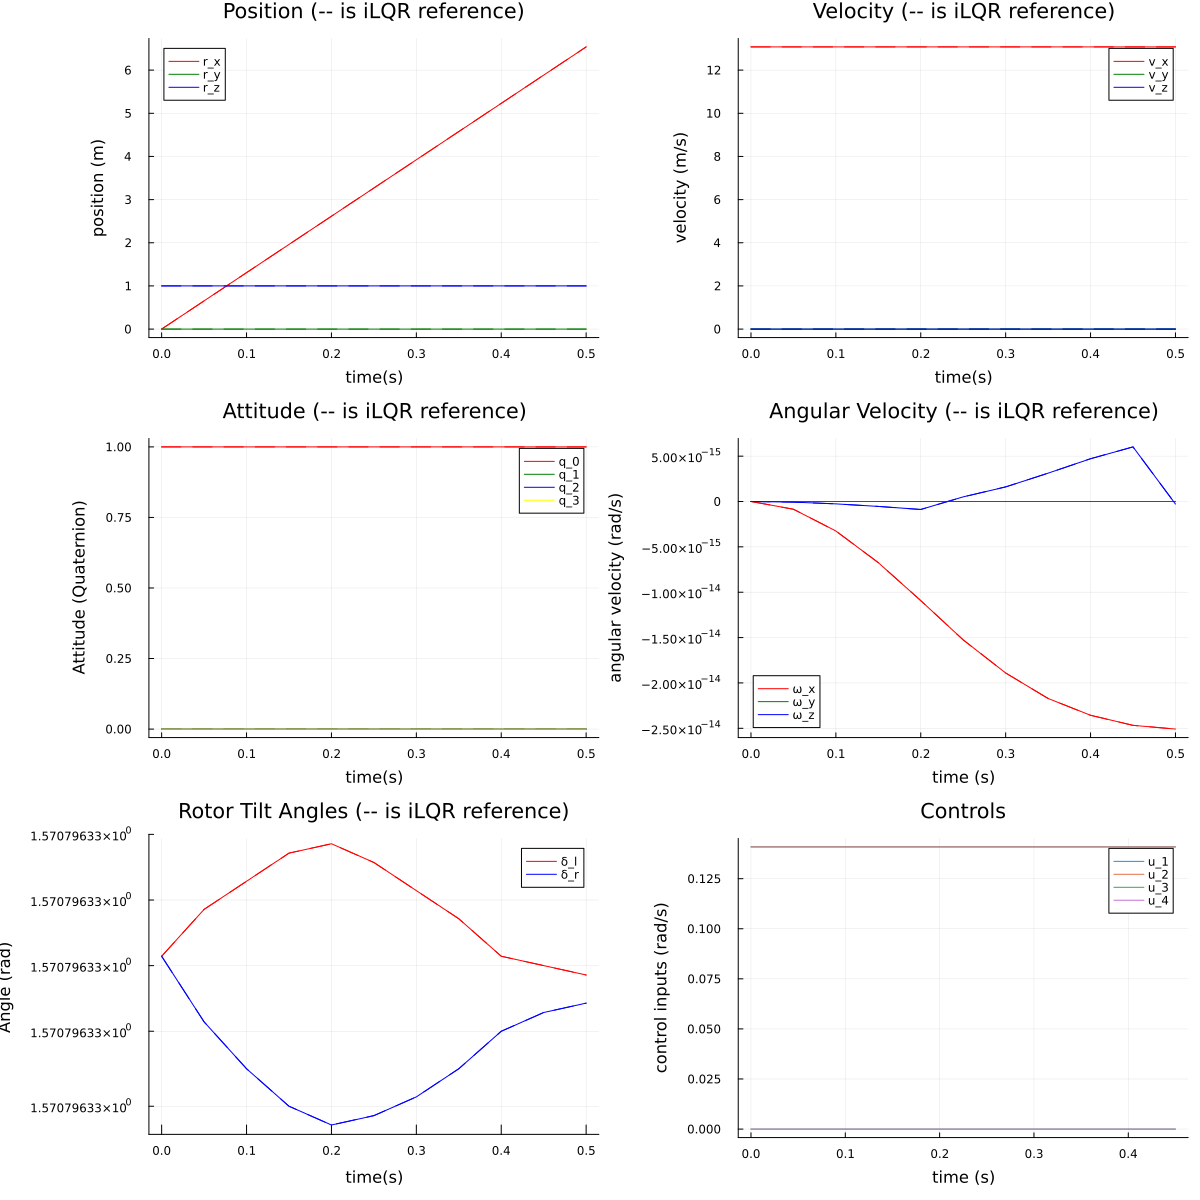 Position (-- is iLQR reference)
position (m)
6
5
4
3
2
1
0
r_x
r_y
r_z
0.0 0.1 0.2 0.3 0.4 0.5
time(s)
Velocity (-- is iLQR reference)
velocity (m/s)
12
10
8
6
4
2
0
v_x
v_y
v_z
0.0 0.1 0.2 0.3 0.4 0.5
time(s)
Attitude (-- is iLQR reference)
Attitude (Quaternion)
1.00
0.75
0.50
0.25
0.00
q_0
q_1
q_2
q_3
0.0 0.1 0.2 0.3 0.4 0.5
time(s)
Angular Velocity (-- is iLQR reference)
angular velocity (rad/s)
5.00×10⁻¹⁵
0
−5.00×10⁻¹⁵
−1.00×10⁻¹⁴
−1.50×10⁻¹⁴
−2.00×10⁻¹⁴
−2.50×10⁻¹⁴
ω_x
ω_y
ω_z
0.0 0.1 0.2 0.3 0.4 0.5
time (s)
Rotor Tilt Angles (-- is iLQR reference)
Angle (rad)
1.57079633×10⁰
1.57079633×10⁰
1.57079633×10⁰
1.57079633×10⁰
1.57079633×10⁰
δ_l
δ_r
0.0 0.1 0.2 0.3 0.4 0.5
time(s)
Controls
control inputs (rad/s)
0.125
0.100
0.075
0.050
0.025
0.000
u_1
u_2
u_3
u_4
0.0 0.1 0.2 0.3 0.4
time (s)